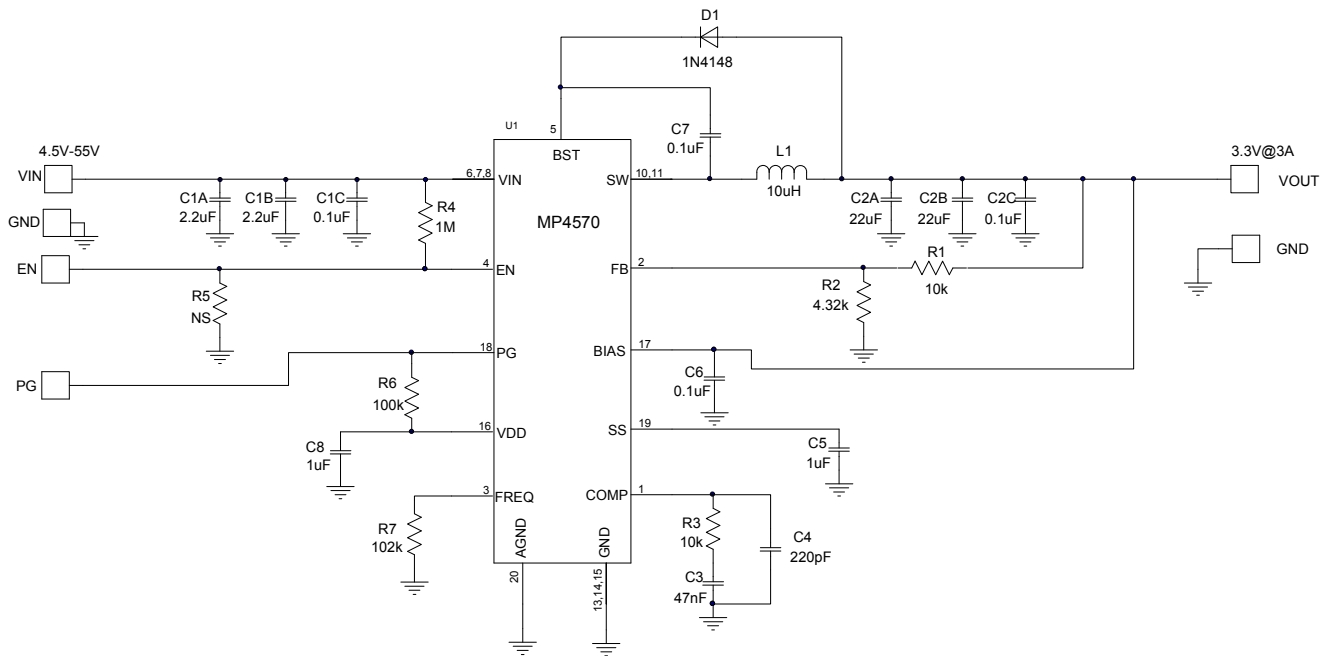 D1
1N4148
U1
5
C7
0.1uF
BST
L1
10uH
4.5V-55V
VIN
6,7,8
VIN
SW
10,11
3.3V@3A
VOUT
C1A
2.2uF
C1B
2.2uF
C1C
0.1uF
R4
1M
MP4570
C2A
22uF
C2B
22uF
C2C
0.1uF
GND
GND
EN
4
EN
FB
2
R1
10k
R5
NS
R2
4.32k
18
PG
BIAS
17
PG
R6
100k
C6
0.1uF
16
VDD
SS
19
C8
1uF
C5
1uF
3
FREQ
COMP
1
R7
102k
AGND
GND
R3
10k
C4
220pF
20
13,14,15
C3
47nF